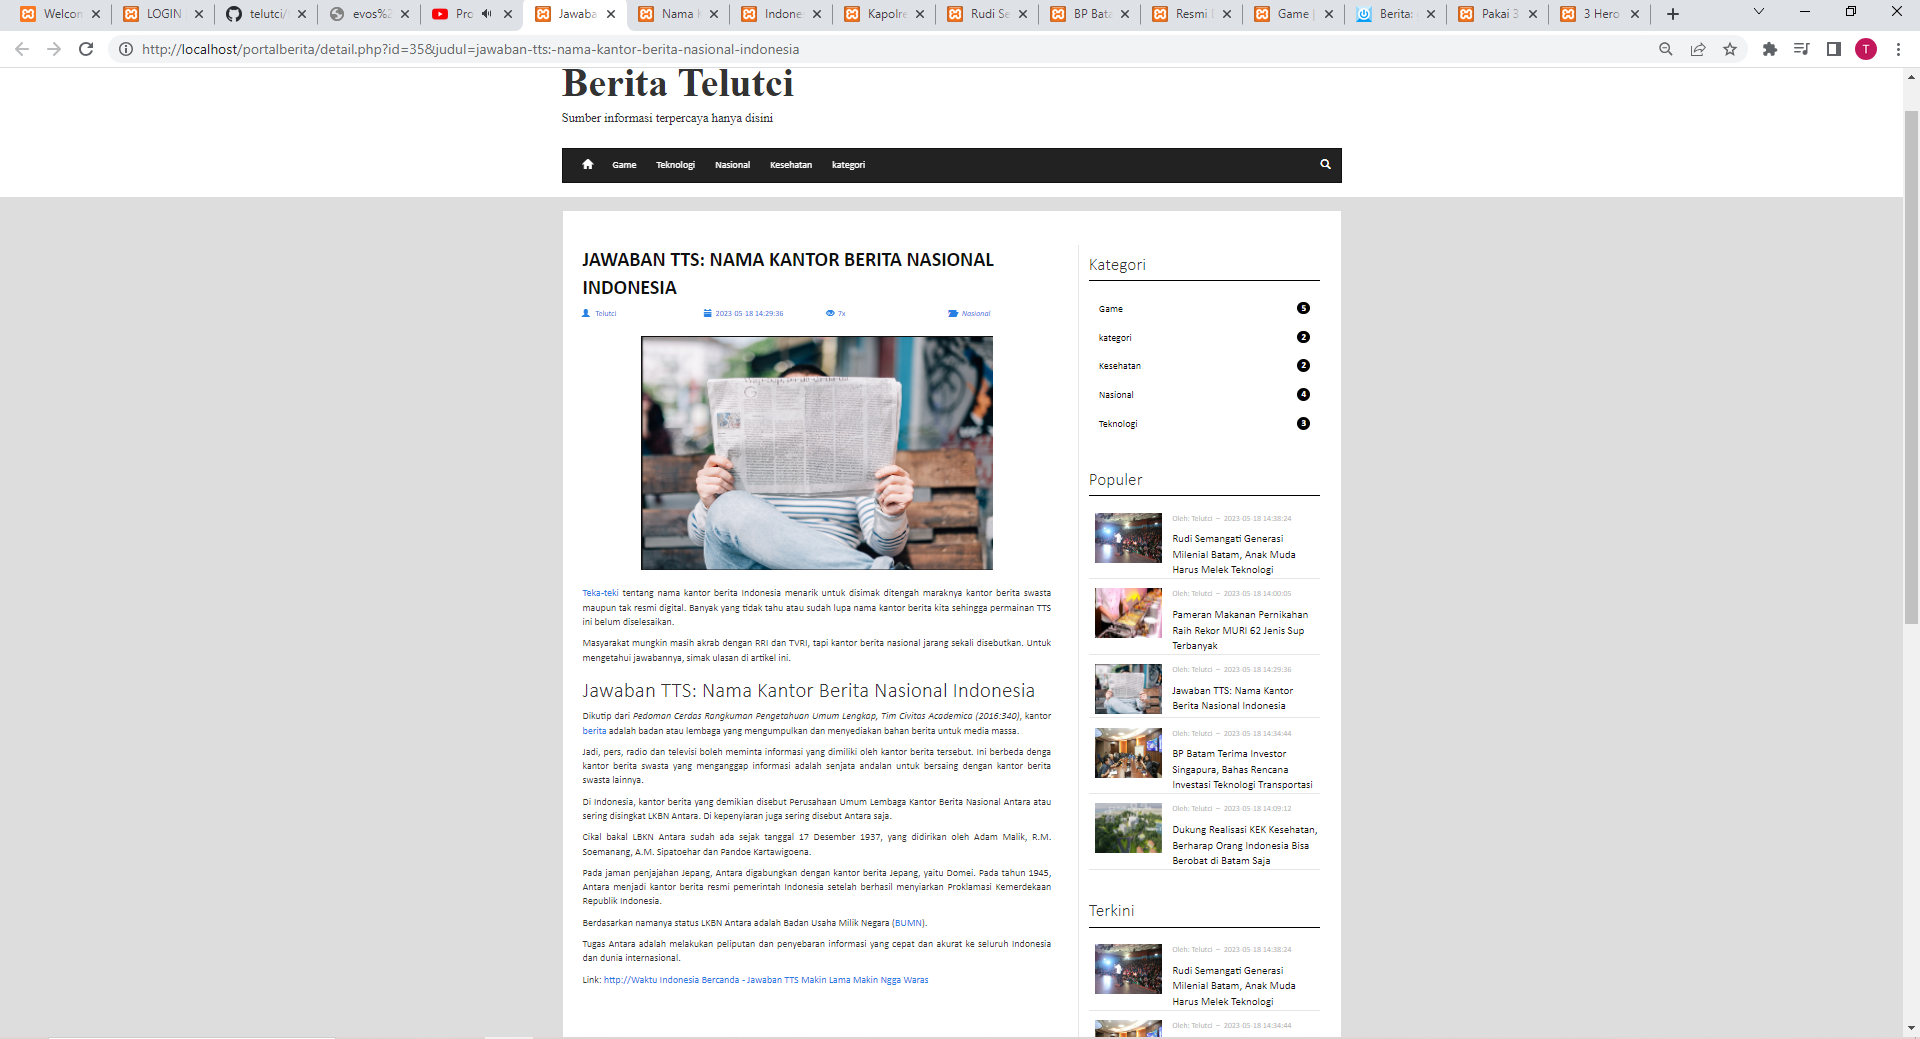 Welcom
LOGIN
telutci/
evos%2
Pro
Jawaba
Nama
Indone
Kapolre
Rudi Se
BP Bata
Resmi
Game
Berita:
Pakai 3
3 Hero
http://localhost/portalberita/detail.php?id=35&judul=jawaban-tts:-nama-kantor-berita-nasional-indonesia
T
Berita Telutci
Sumber informasi terpercaya hanya disini
Game Teknologi Nasional Kesehatan kategori
JAWABAN TTS: NAMA KANTOR BERITA NASIONAL
INDONESIA
Telutci 2023-05-18 14:29:36 7x Nasional
Teka-teki tentang nama kantor berita Indonesia menarik untuk disimak ditengah maraknya kantor berita swasta
maupun tak resmi digital. Banyak yang tidak tahu atau sudah lupa nama kantor berita kita sehingga permainan TTS
ini belum diselesaikan.
Masyarakat mungkin masih akrab dengan RRI dan TVRI, tapi kantor berita nasional jarang sekali disebutkan. Untuk
mengetahui jawabannya, simak ulasan di artikel ini.
Jawaban TTS: Nama Kantor Berita Nasional Indonesia
Dikutip dari Pedoman Cerdas Rangkuman Pengetahuan Umum Lengkap, Tim Civitas Academica (2016:340), kantor
berita adalah badan atau lembaga yang mengumpulkan dan menyediakan bahan berita untuk media massa.
Jadi, pers, radio dan televisi boleh meminta informasi yang dimiliki oleh kantor berita tersebut. Ini berbeda denga
kantor berita swasta yang menganggap informasi adalah senjata andalan untuk bersaing dengan kantor berita
swasta lainnya.
Di Indonesia, kantor berita yang demikian disebut Perusahaan Umum Lembaga Kantor Berita Nasional Antara atau
sering disingkat LKBN Antara. Di kepenyiaran juga sering disebut Antara saja.
Cikal bakal LBKN Antara sudah ada sejak tanggal 17 Desember 1937, yang didirikan oleh Adam Malik, R.M.
Soemanang, A.M. Sipatoehar dan Pandoe Kartawigoena.
Pada jaman penjajahan Jepang, Antara digabungkan dengan kantor berita Jepang, yaitu Domei. Pada tahun 1945,
Antara menjadi kantor berita resmi pemerintah Indonesia setelah berhasil menyiarkan Proklamasi Kemerdekaan
Republik Indonesia.
Berdasarkan namanya status LKBN Antara adalah Badan Usaha Milik Negara (BUMN).
Tugas Antara adalah melakukan peliputan dan penyebaran informasi yang cepat dan akurat ke seluruh Indonesia
dan dunia internasional.
Link: http://Waktu Indonesia Bercanda - Jawaban TTS Makin Lama Makin Ngga Waras
Kategori
Game 5
kategori 2
Kesehatan 2
Nasional 4
Teknologi 3
Populer
Oleh: Telutci — 2023-05-18 14:38:24
Rudi Semangati Generasi
Milenial Batam, Anak Muda
Harus Melek Teknologi
Oleh: Telutci — 2023-05-18 14:00:05
Pameran Makanan Pernikahan
Raih Rekor MURI 62 Jenis Sup
Terbanyak
Oleh: Telutci — 2023-05-18 14:29:36
Jawaban TTS: Nama Kantor
Berita Nasional Indonesia
Oleh: Telutci — 2023-05-18 14:34:44
BP Batam Terima Investor
Singapura, Bahas Rencana
Investasi Teknologi Transportasi
Oleh: Telutci — 2023-05-18 14:09:12
Dukung Realisasi KEK Kesehatan,
Berharap Orang Indonesia Bisa
Berobat di Batam Saja
Terkini
Oleh: Telutci — 2023-05-18 14:38:24
Rudi Semangati Generasi
Milenial Batam, Anak Muda
Harus Melek Teknologi
Oleh: Telutci — 2023-05-18 14:34:44